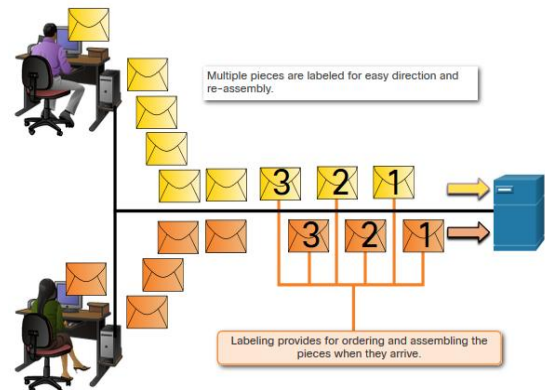 Multiple pieces are labeled for easy direction and
re-assembly.
3 2 1
3 2 1
Labeling provides for ordering and assembling the
pieces when they arrive.